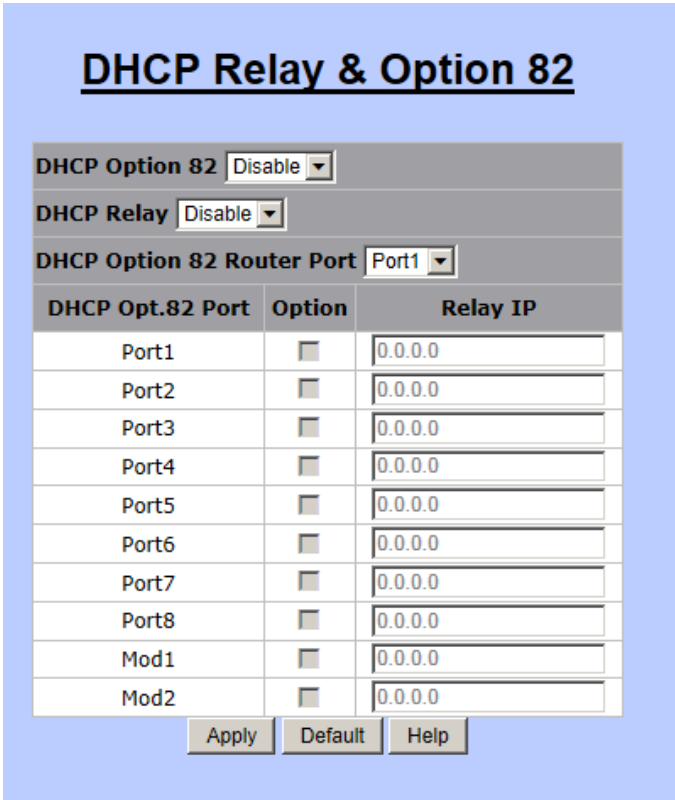 DHCP Relay & Option 82
DHCP Option 82 Disable
DHCP Relay Disable
DHCP Option 82 Router Port Port1
DHCP Opt.82 Port Option Relay IP
Port1 0.0.0.0
Port2 0.0.0.0
Port3 0.0.0.0
Port4 0.0.0.0
Port5 0.0.0.0
Port6 0.0.0.0
Port7 0.0.0.0
Port8 0.0.0.0
Mod1 0.0.0.0
Mod2 0.0.0.0
Apply Default Help